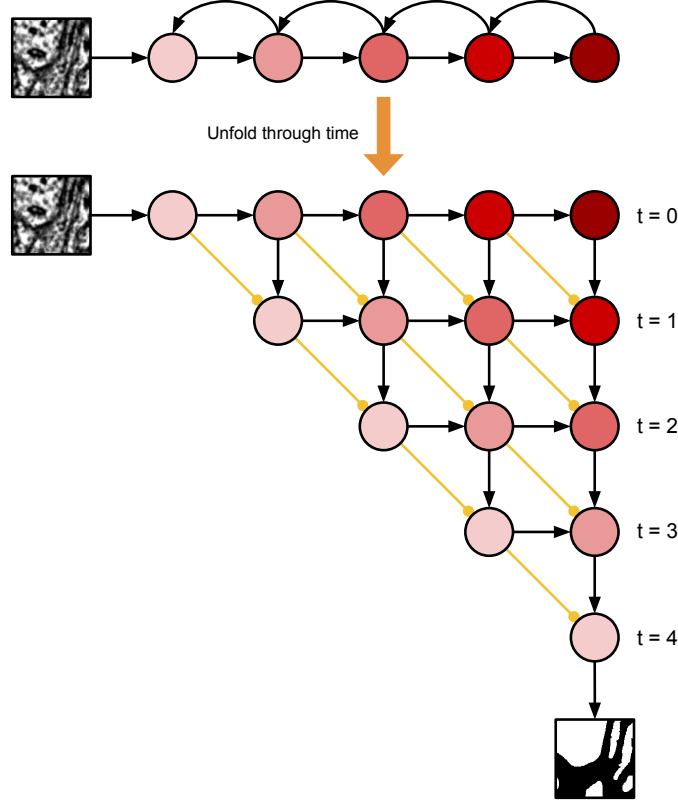 Unfold through time
t = 0
t = 1
t = 2
t = 3
t = 4